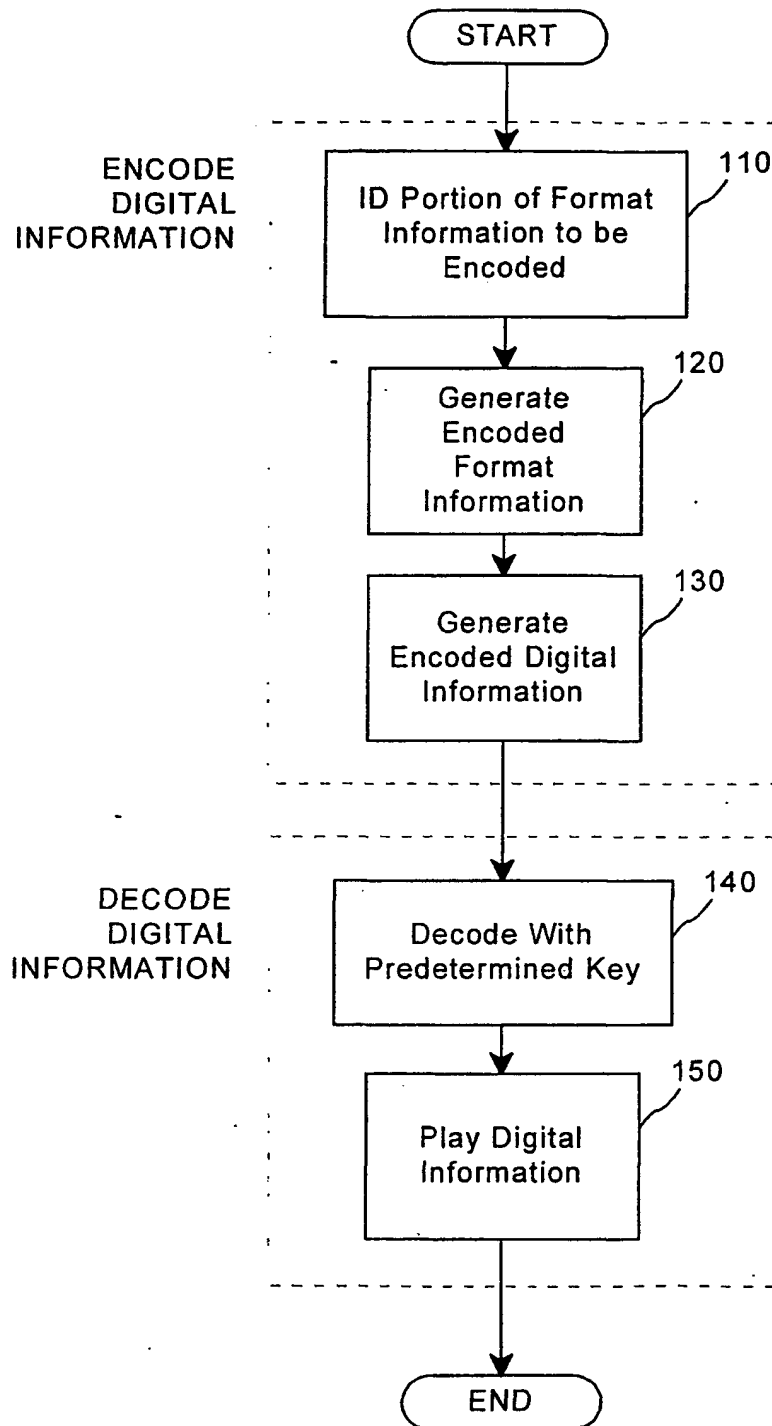 START
ENCODE
DIGITAL
INFORMATION
110
ID Portion of Format
Information to be
Encoded
120
Generate
Encoded
Format
Information
130
Generate
Encoded Digital
Information
DECODE
DIGITAL
INFORMATION
140
Decode With
Predetermined Key
150
Play Digital
Information
END